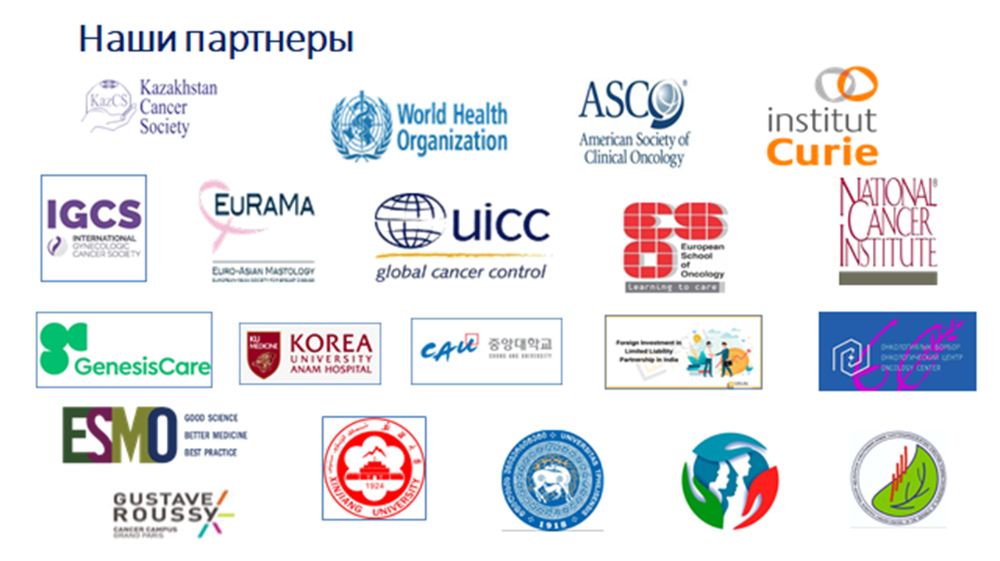 Наши партнеры
KazCS
Kazakhstan
Cancer
Society
World Health
Organization
ASCO®
American Society of
Clinical Oncology
institut
Curie
IGCS
INTERNATIONAL
GYNECOLOGIC
CANCER SOCIETY
EURAMA
EURO-ASIAN MASTOLOGY
uicc
global cancer control
ESO
European
School
of
Oncology
Learning to care
NATIONAL®
CANCER
INSTITUTE
GenesisCare
KU
MEDICINE
KOREA
UNIVERSITY
ANAM HOSPITAL
CAU
중앙대학교
CHUNG ANG UNIVERSITY
Foreign Investment in
Limited Liability
Partnership in India
ОНКОЛОГИЯЛЫК БОРБОР
ОНКОЛОГИЧЕСКИЙ ЦЕНТР
ONCOLOGY CENTER
ESMO
GOOD SCIENCE
BETTER MEDICINE
BEST PRACTICE
1924
XINJIANG UNIVERSITY
UNIVERSITAS
1918
GUSTAVE
ROUSSY
CANCER CAMPUS
GRAND PARIS